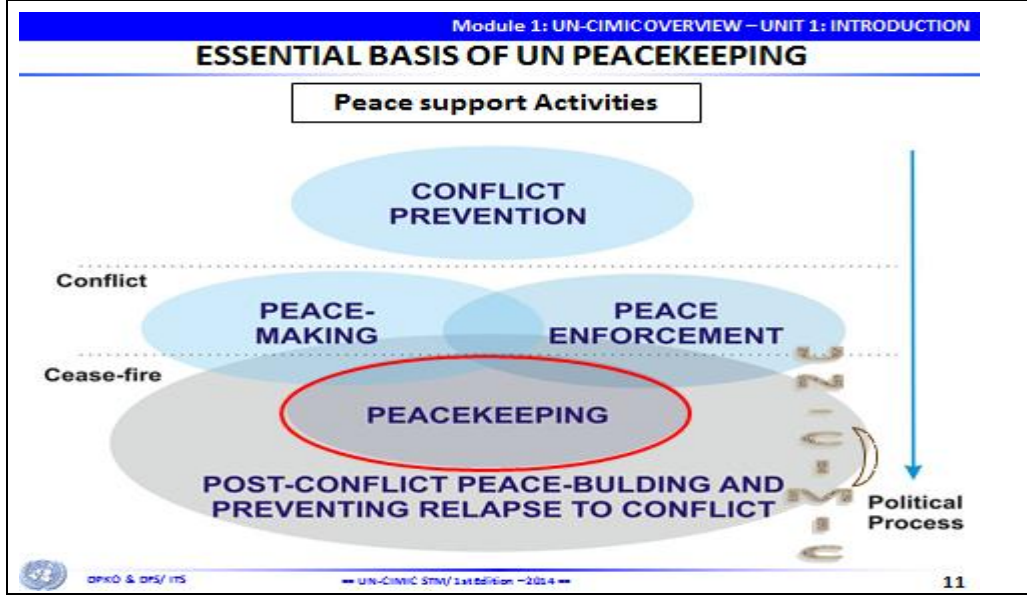 Module 1: UN-CIMIC OVERVIEW – UNIT 1: INTRODUCTION
ESSENTIAL BASIS OF UN PEACEKEEPING
Peace support Activities
CONFLICT
PREVENTION
Conflict
PEACE-
MAKING
PEACE
ENFORCEMENT
Cease-fire
PEACEKEEPING
POST-CONFLICT PEACE-BULDING AND
PREVENTING RELAPSE TO CONFLICT
UN-CIMIC
Political
Process
DPKO & DFS/ ITS
== UN-CIMIC STM/ 1st Edition –2014 ==
11